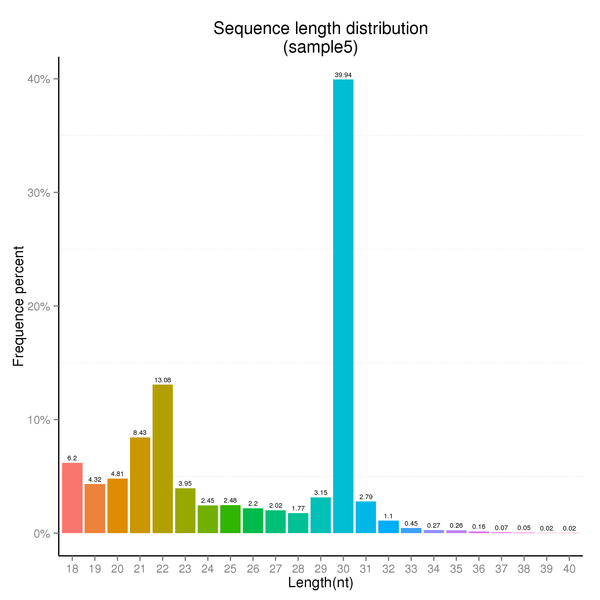 Sequence length distribution
(sample5)
Frequence percent
40%
30%
20%
10%
0%
6.2 4.32 4.81 8.43 13.08 3.95 2.45 2.48 2.2 2.02 1.77 3.15 39.94 2.79 1.1 0.45 0.27 0.26 0.16 0.07 0.05 0.02 0.02
18 19 20 21 22 23 24 25 26 27 28 29 30 31 32 33 34 35 36 37 38 39 40
Length(nt)